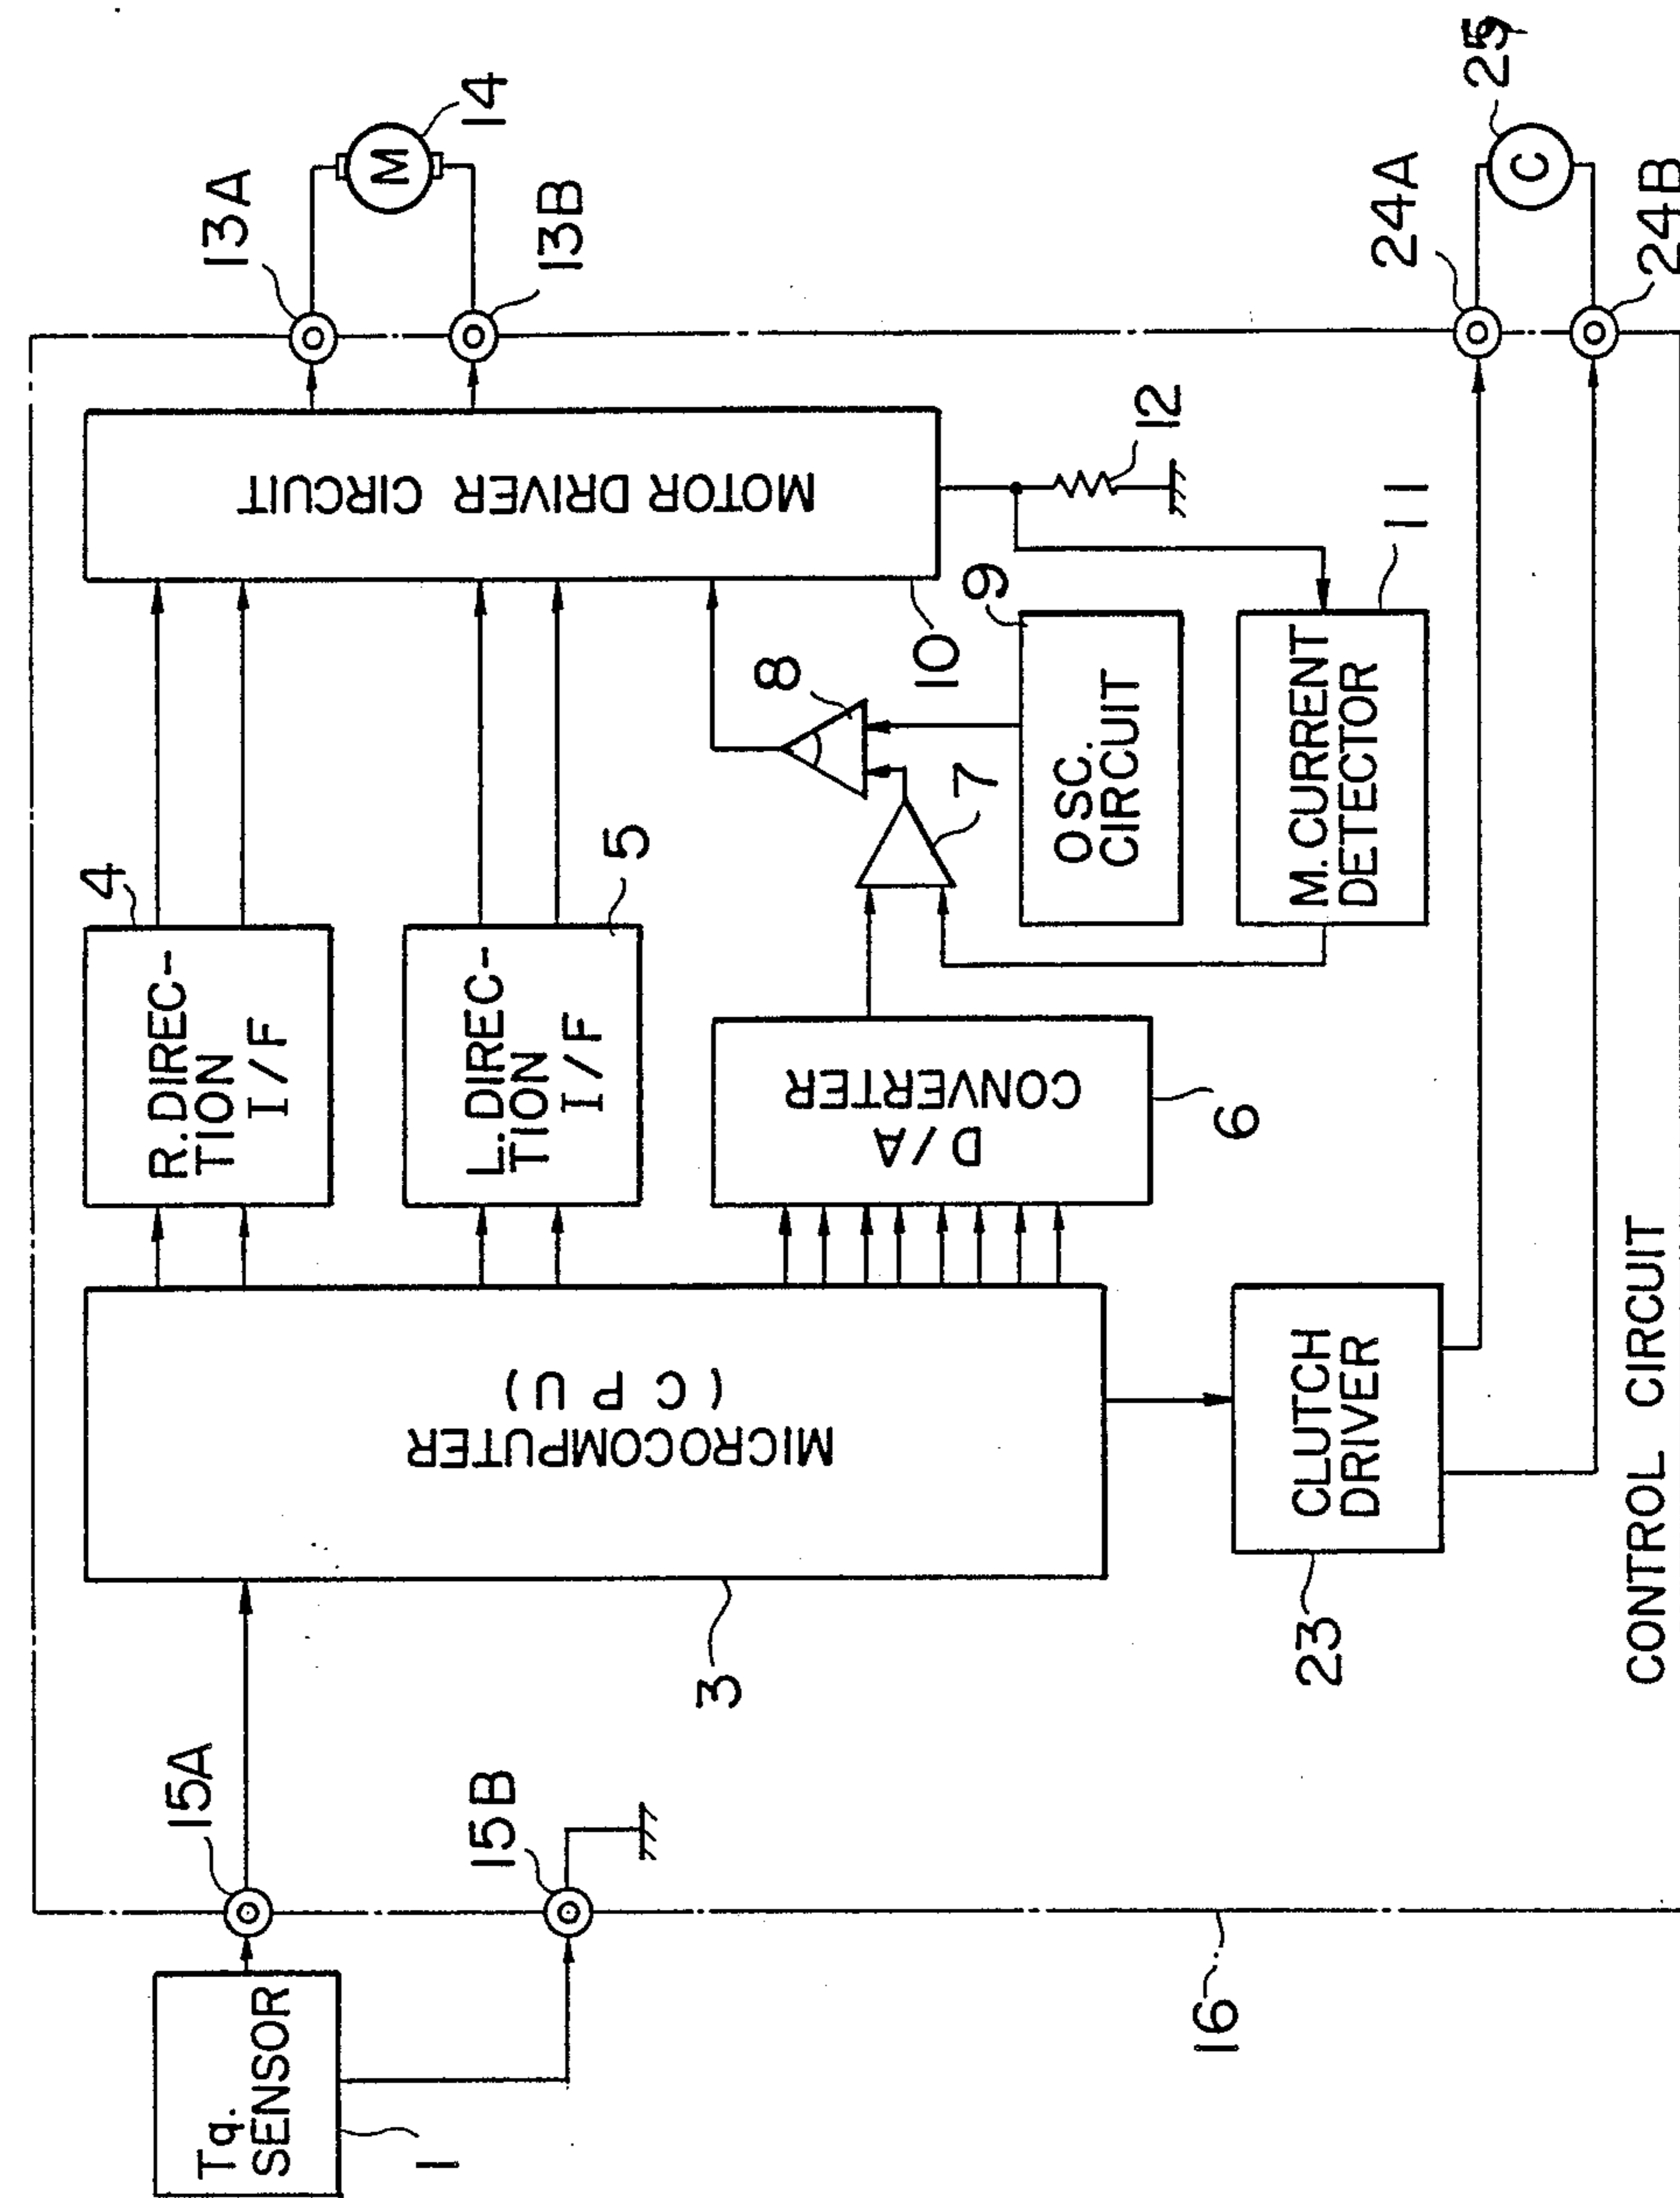 Tq.
SENSOR
1
15A
15B
16
3
MICROCOMPUTER
(CPU)
R.DIREC-
TION
I/F
4
L.DIREC-
TION
I/F
5
D/A
CONVERTER
6
7
8
OSC.
CIRCUIT
9
MOTOR DRIVER CIRCUIT
10
M.CURRENT
DETECTOR
11
12
13A
13B
M
14
CLUTCH
DRIVER
23
24A
24B
C
25
CONTROL CIRCUIT